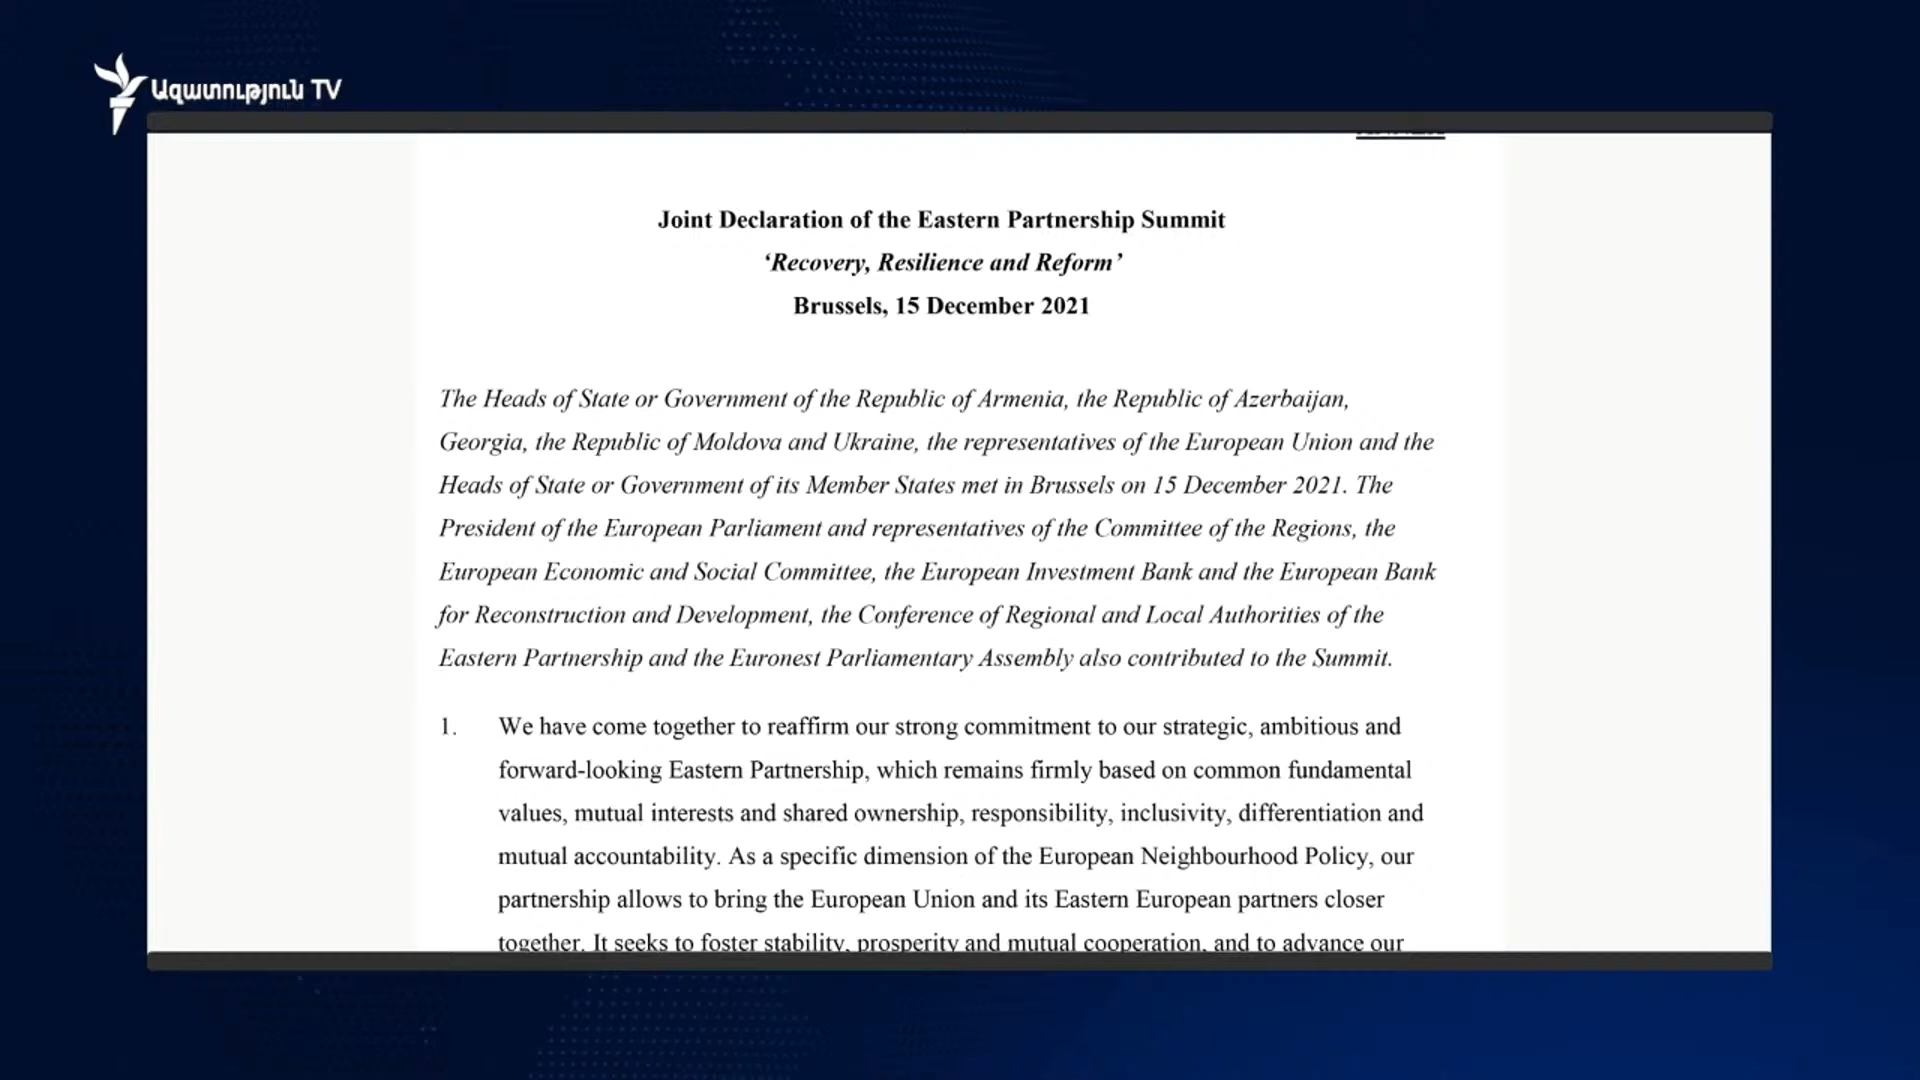 Ազատություն TV
Joint Declaration of the Eastern Partnership Summit
‘Recovery, Resilience and Reform’
Brussels, 15 December 2021
The Heads of State or Government of the Republic of Armenia, the Republic of Azerbaijan,
Georgia, the Republic of Moldova and Ukraine, the representatives of the European Union and the
Heads of State or Government of its Member States met in Brussels on 15 December 2021. The
President of the European Parliament and representatives of the Committee of the Regions, the
European Economic and Social Committee, the European Investment Bank and the European Bank
for Reconstruction and Development, the Conference of Regional and Local Authorities of the
Eastern Partnership and the Euronest Parliamentary Assembly also contributed to the Summit.
1. We have come together to reaffirm our strong commitment to our strategic, ambitious and
forward-looking Eastern Partnership, which remains firmly based on common fundamental
values, mutual interests and shared ownership, responsibility, inclusivity, differentiation and
mutual accountability. As a specific dimension of the European Neighbourhood Policy, our
partnership allows to bring the European Union and its Eastern European partners closer
together. It seeks to foster stability, prosperity and mutual cooperation, and to advance our